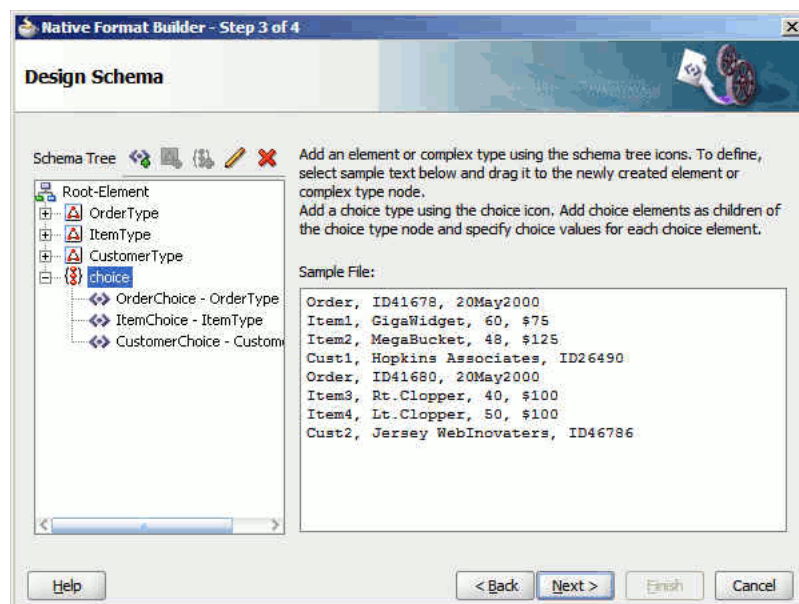 Native Format Builder - Step 3 of 4
Design Schema
Schema Tree
Root-Element
OrderType
ItemType
CustomerType
choice
OrderChoice - OrderType
ItemChoice - ItemType
CustomerChoice - Custom
Add an element or complex type using the schema tree icons. To define,
select sample text below and drag it to the newly created element or
complex type node.
Add a choice type using the choice icon. Add choice elements as children of
the choice type node and specify choice values for each choice element.
Sample File:
Order, ID41678, 20May2000
Item1, GigaWidget, 60, $75
Item2, MegaBucket, 48, $125
Cust1, Hopkins Associates, ID26490
Order, ID41680, 20May2000
Item3, Rt.Clopper, 40, $100
Item4, Lt.Clopper, 50, $100
Cust2, Jersey WebInovaters, ID46786
Help
< Back
Next >
Finish
Cancel